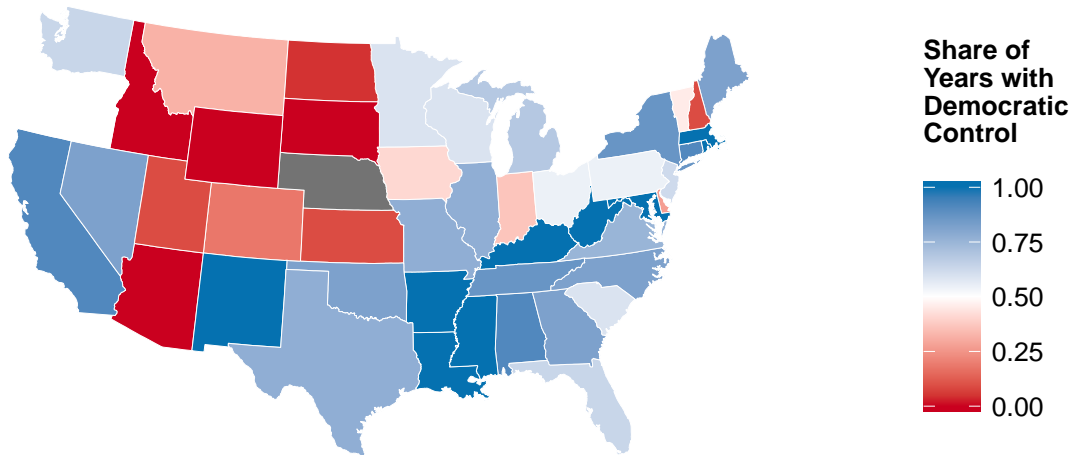 Share of
Years with
Democratic
Control
1.00
0.75
0.50
0.25
0.00